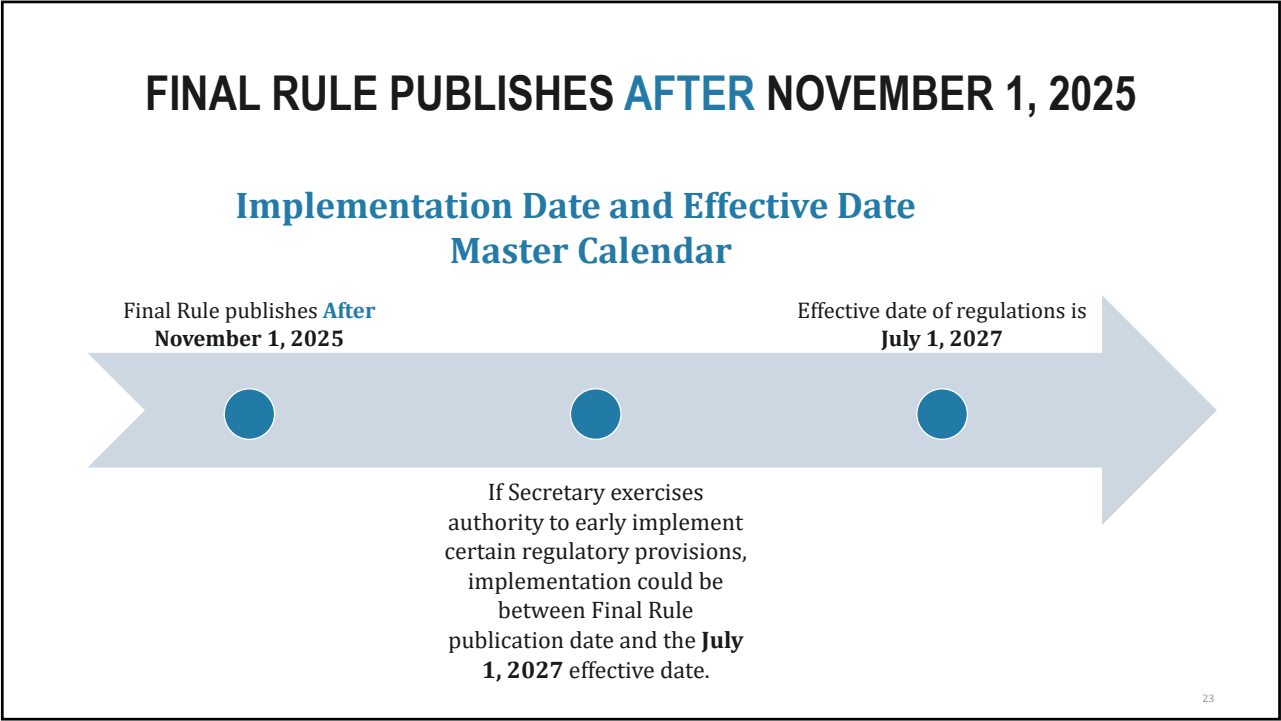 FINAL RULE PUBLISHES AFTER NOVEMBER 1, 2025
Implementation Date and Effective Date
Master Calendar
Final Rule publishes After
November 1, 2025
If Secretary exercises
authority to early implement
certain regulatory provisions,
implementation could be
between Final Rule
publication date and the July
1, 2027 effective date.
Effective date of regulations is
July 1, 2027
23